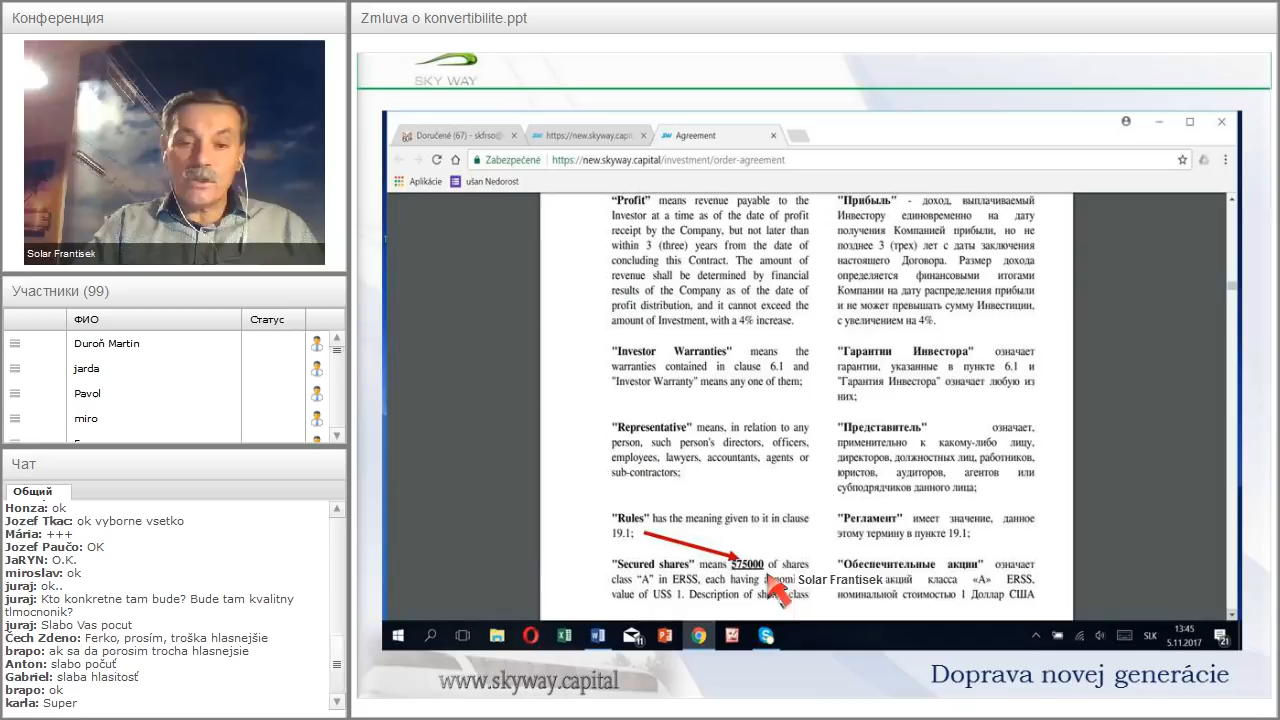 Конференция
Solar Frantisek
Участники (99)
ФИО
Статус
Duroň Martin
jarda
Pavol
miro
Чат
Общий
Honza: ok
Jozef Tkac: ok vyborne vsetko
Mária: +++
Jozef Paučo: OK
JaRYN: O.K.
miroslav: ok
juraj: ok..
juraj: Kto konkretne tam bude? Bude tam kvalitny
tlmocnonik?
juraj: Slabo Vas pocut
Čech Zdeno: Ferko, prosím, troška hlasnejšie
brapo: ak sa da porosim trocha hlasnejsie
Anton: slabo počuť
Gabriel: slaba hlasitosť
brapo: ok
karla: Super
Zmluva o konvertibilite.ppt
SKY WAY
Doručené (67) - skfrso@
https://new.skyway.capit
Agreement
Zabezpečené
https://new.skyway.capital/investment/order-agreement
Aplikácie
ušan Nedorost
"Profit" means revenue payable to the
Investor at a time as of the date of profit
receipt by the Company, but not later than
within 3 (three) years from the date of
concluding this Contract. The amount of
revenue shall be determined by financial
results of the Company as of the date of
profit distribution, and it cannot exceed the
amount of Investment, with a 4% increase.
"Investor Warranties" means the
warranties contained in clause 6.1 and
"Investor Warranty" means any one of them;
"Representative" means, in relation to any
person, such person's directors, officers,
employees, lawyers, accountants, agents or
sub-contractors;
"Rules" has the meaning given to it in clause
19.1;
"Secured shares" means 575000 of shares
class "A" in ERSS, each having
value of US$ 1. Description of class
"Прибыль" - доход, выплачиваемый
Инвестору единовременно на дату
получения Компанией прибыли, но не
позднее 3 (трех) лет с даты заключения
настоящего Договора. Размер дохода
определяется финансовыми итогами
Компании на дату распределения прибыли
и не может превышать сумму Инвестиции,
с увеличением на 4%.
"Гарантии Инвестора" означает
гарантии, указанные в пункте 6.1 и
"Гарантия Инвестора" означает любую из
них;
"Представитель" означает,
применительно к какому-либо лицу,
директоров, должностных лиц, работников,
юристов, аудиторов, агентов или
субподрядчиков данного лица;
"Регламент" имеет значение, данное
этому термину в пункте 19.1;
"Обеспечительные акции" означает
акций класса «А» ERSS,
номинальной стоимостью 1 Доллар США
Solar Frantisek
SLK
13:45
5.11.2017
11
21
www.skyway.capital
Doprava novej generácie